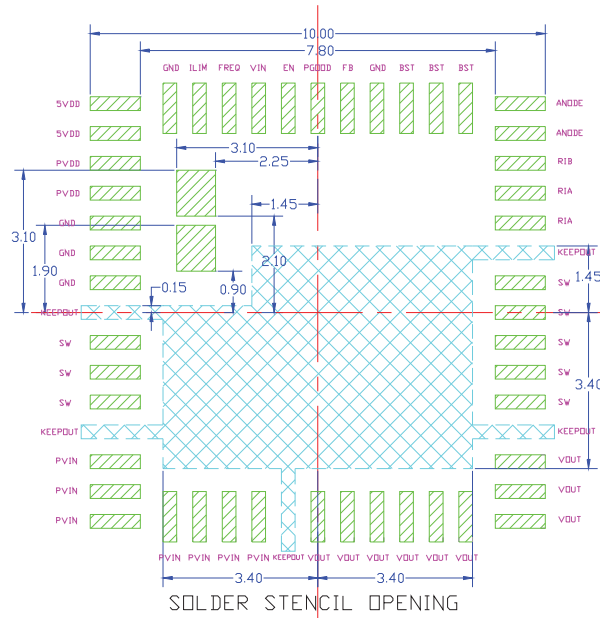 10.00
7.80
GND ILIM FREQ VIN EN PGOOD FB GND BST BST BST
5VDD
ANODE
5VDD
ANODE
3.10
PVDD
RIB
2.25
PVDD
RIA
1.45
GND
RIA
3.10
2.10
1.90
GND
KEEPOUT
1.45
GND
0.15
0.90
SW
KEEPOUT
SW
SW
SW
SW
SW
3.40
SW
SW
KEEPOUT
KEEPOUT
PVIN
VOUT
PVIN
VOUT
PVIN
VOUT
PVIN PVIN PVIN PVIN KEEPOUT VOUT VOUT VOUT VOUT VOUT VOUT
3.40 3.40
SOLDER STENCIL OPENING